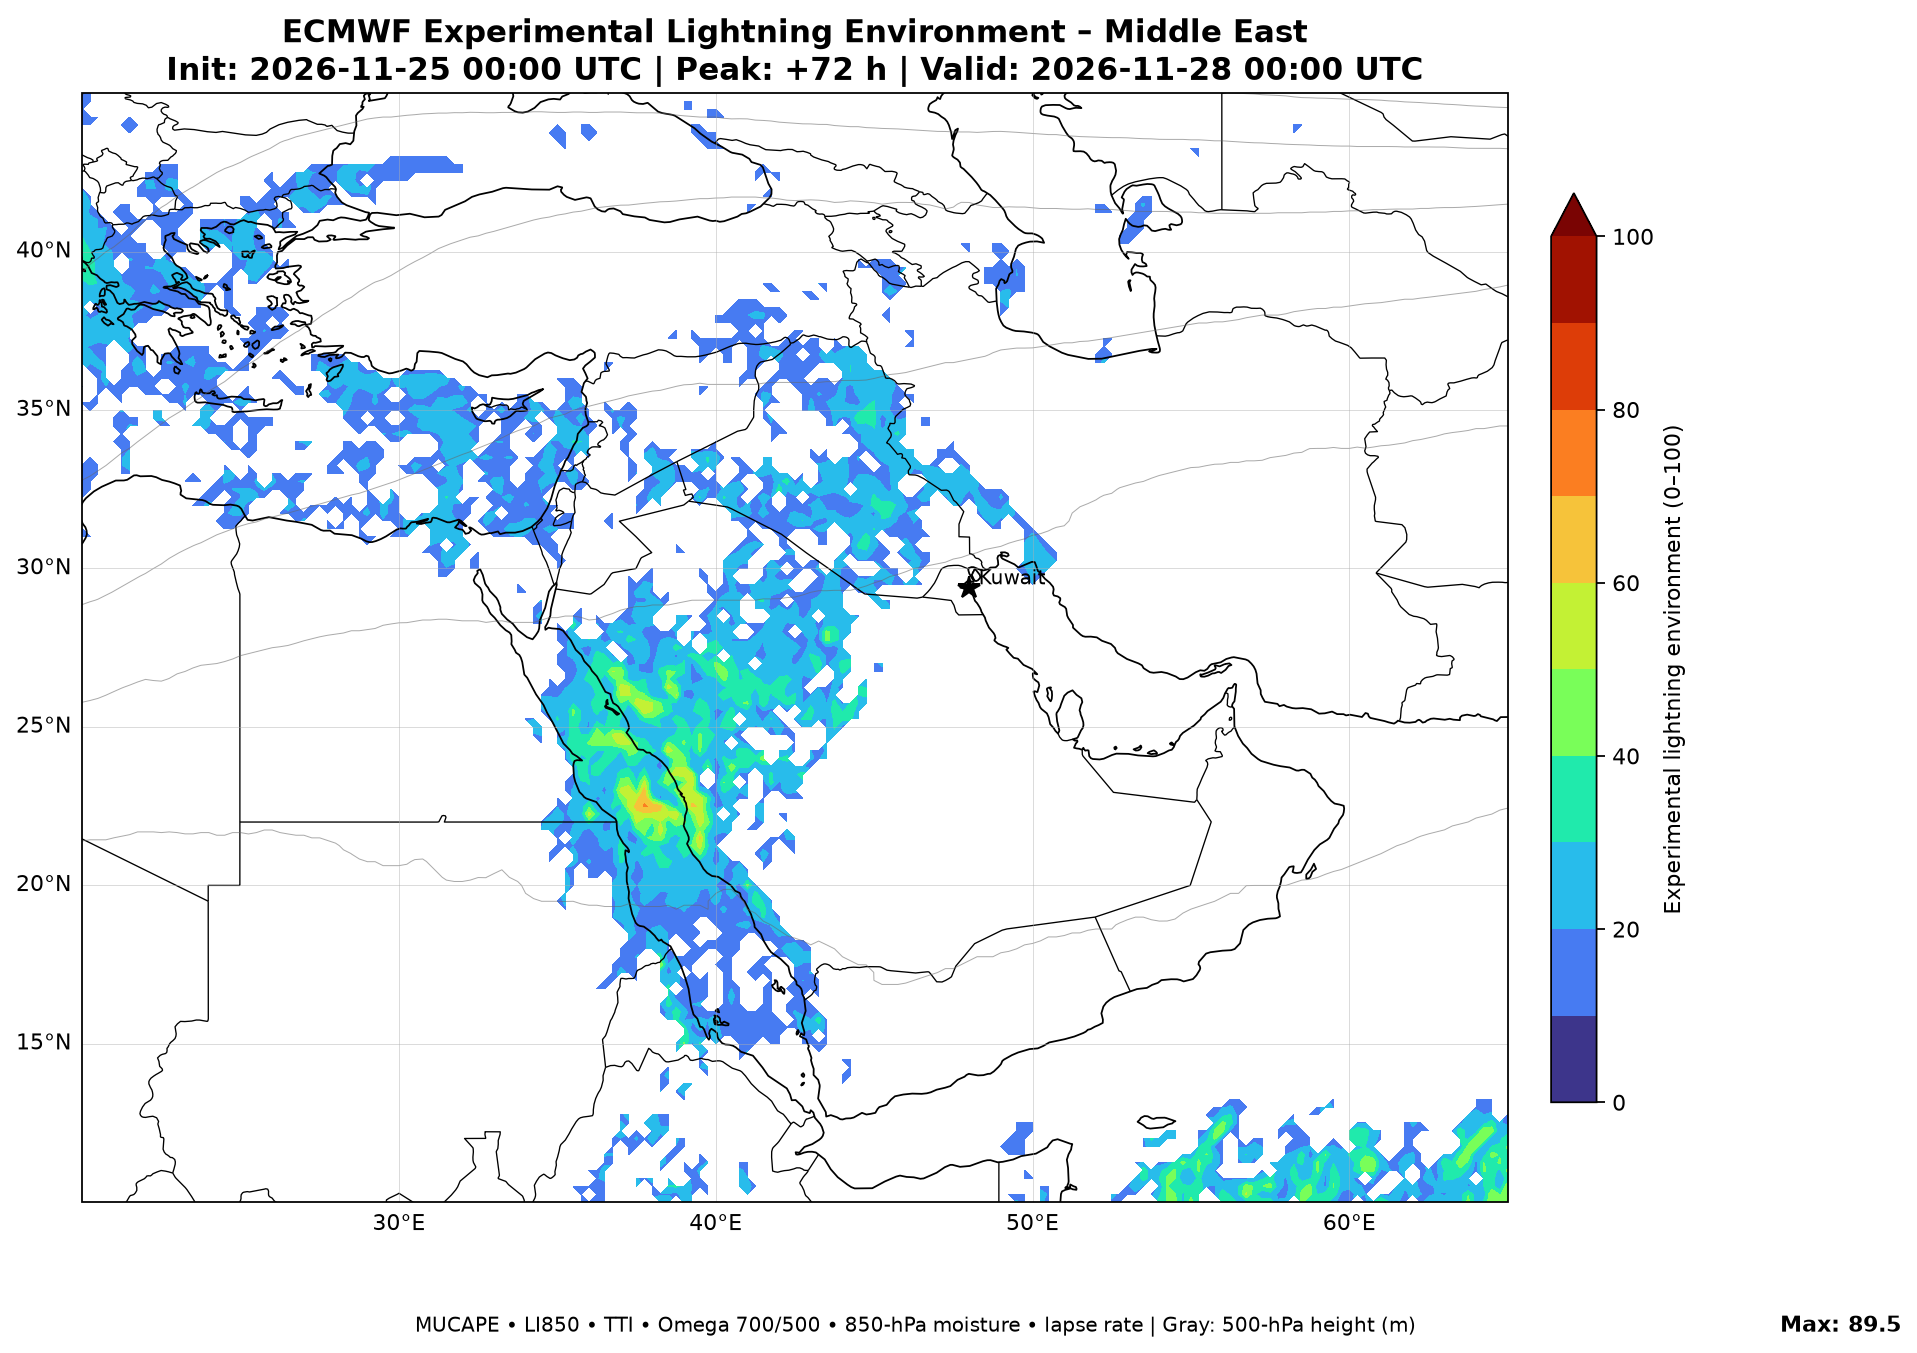 ECMWF Experimental Lightning Environment – Middle East
Init: 2026-11-25 00:00 UTC | Peak: +72 h | Valid: 2026-11-28 00:00 UTC
40°N
35°N
30°N
25°N
20°N
15°N
Kuwait
30°E
40°E
50°E
60°E
100
80
60
40
20
0
Experimental lightning environment (0–100)
MUCAPE • LI850 • TTI • Omega 700/500 • 850-hPa moisture • lapse rate | Gray: 500-hPa height (m)
Max: 89.5